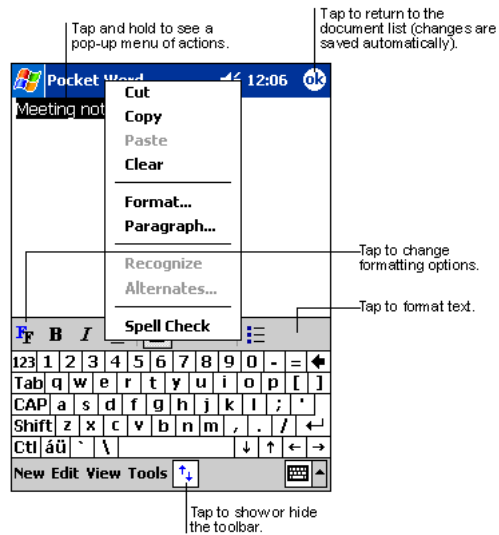 Tap and hold to see a
pop-up menu of actions.
Tap to return to the
document list (changes are
saved automatically).
Pocket Word 12:06 ok
Meeting not
Cut
Copy
Paste
Clear
Format...
Paragraph...
Recognize
Alternates...
Spell Check
Tap to change
formatting options.
Tap to format text.
FF B I
123 1 2 3 4 5 6 7 8 9 0 - = ←
Tab q w e r t y u i o p [ ]
CAP a s d f g h j k l ; '
Shift z x c v b n m , . / ↵
Ctl áü ` \ ↓ ↑ ← →
New Edit View Tools
Tap to show or hide
the toolbar.